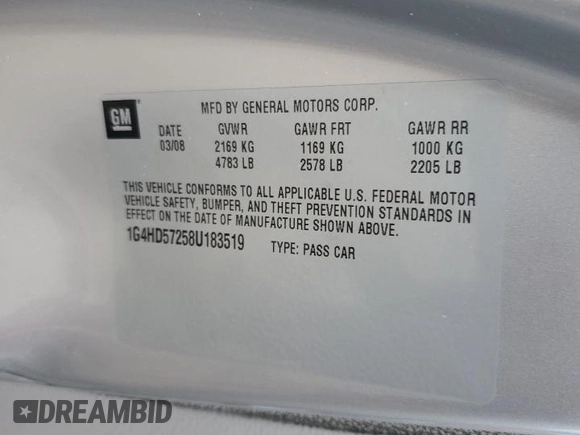 GM
MFD BY GENERAL MOTORS CORP.
DATE GVWR GAWR FRT GAWR RR
03/08 2169 KG 1169 KG 1000 KG
4783 LB 2578 LB 2205 LB
THIS VEHICLE CONFORMS TO ALL APPLICABLE U.S. FEDERAL MOTOR
VEHICLE SAFETY, BUMPER, AND THEFT PREVENTION STANDARDS IN
EFFECT ON THE DATE OF MANUFACTURE SHOWN ABOVE.
1G4HD57258U183519 TYPE: PASS CAR
DREAMBID